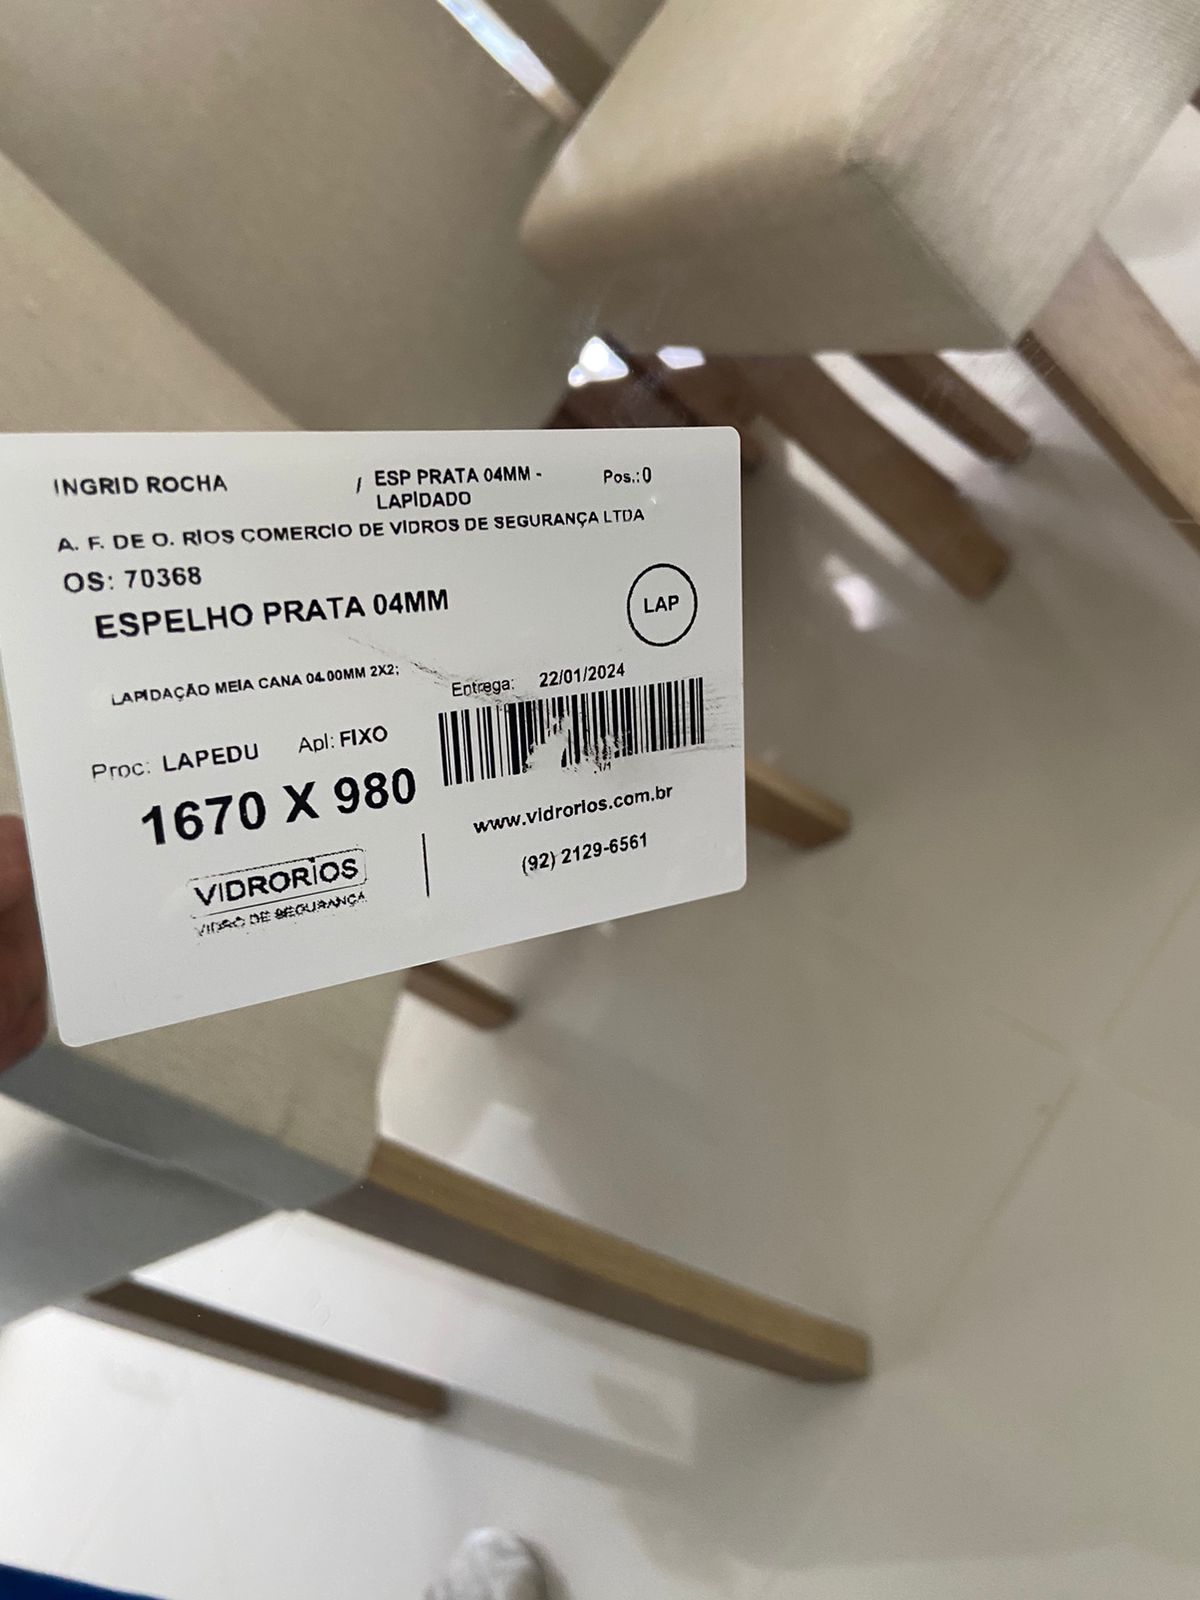 INGRID ROCHA / ESP PRATA 04MM - Pos.:0
LAPIDADO
A. F. DE O. RIOS COMERCIO DE VIDROS DE SEGURANÇA LTDA
OS: 70368
ESPELHO PRATA 04MM
LAP
LAPIDAÇÃO MEIA CANA 04.00MM 2X2;
Entrega: 22/01/2024
Proc: LAPEDU Apl: FIXO
1/1
1670 X 980
www.vidrorios.com.br
(92) 2129-6561
VIDRORIOS
VIDRO DE SEGURANÇA